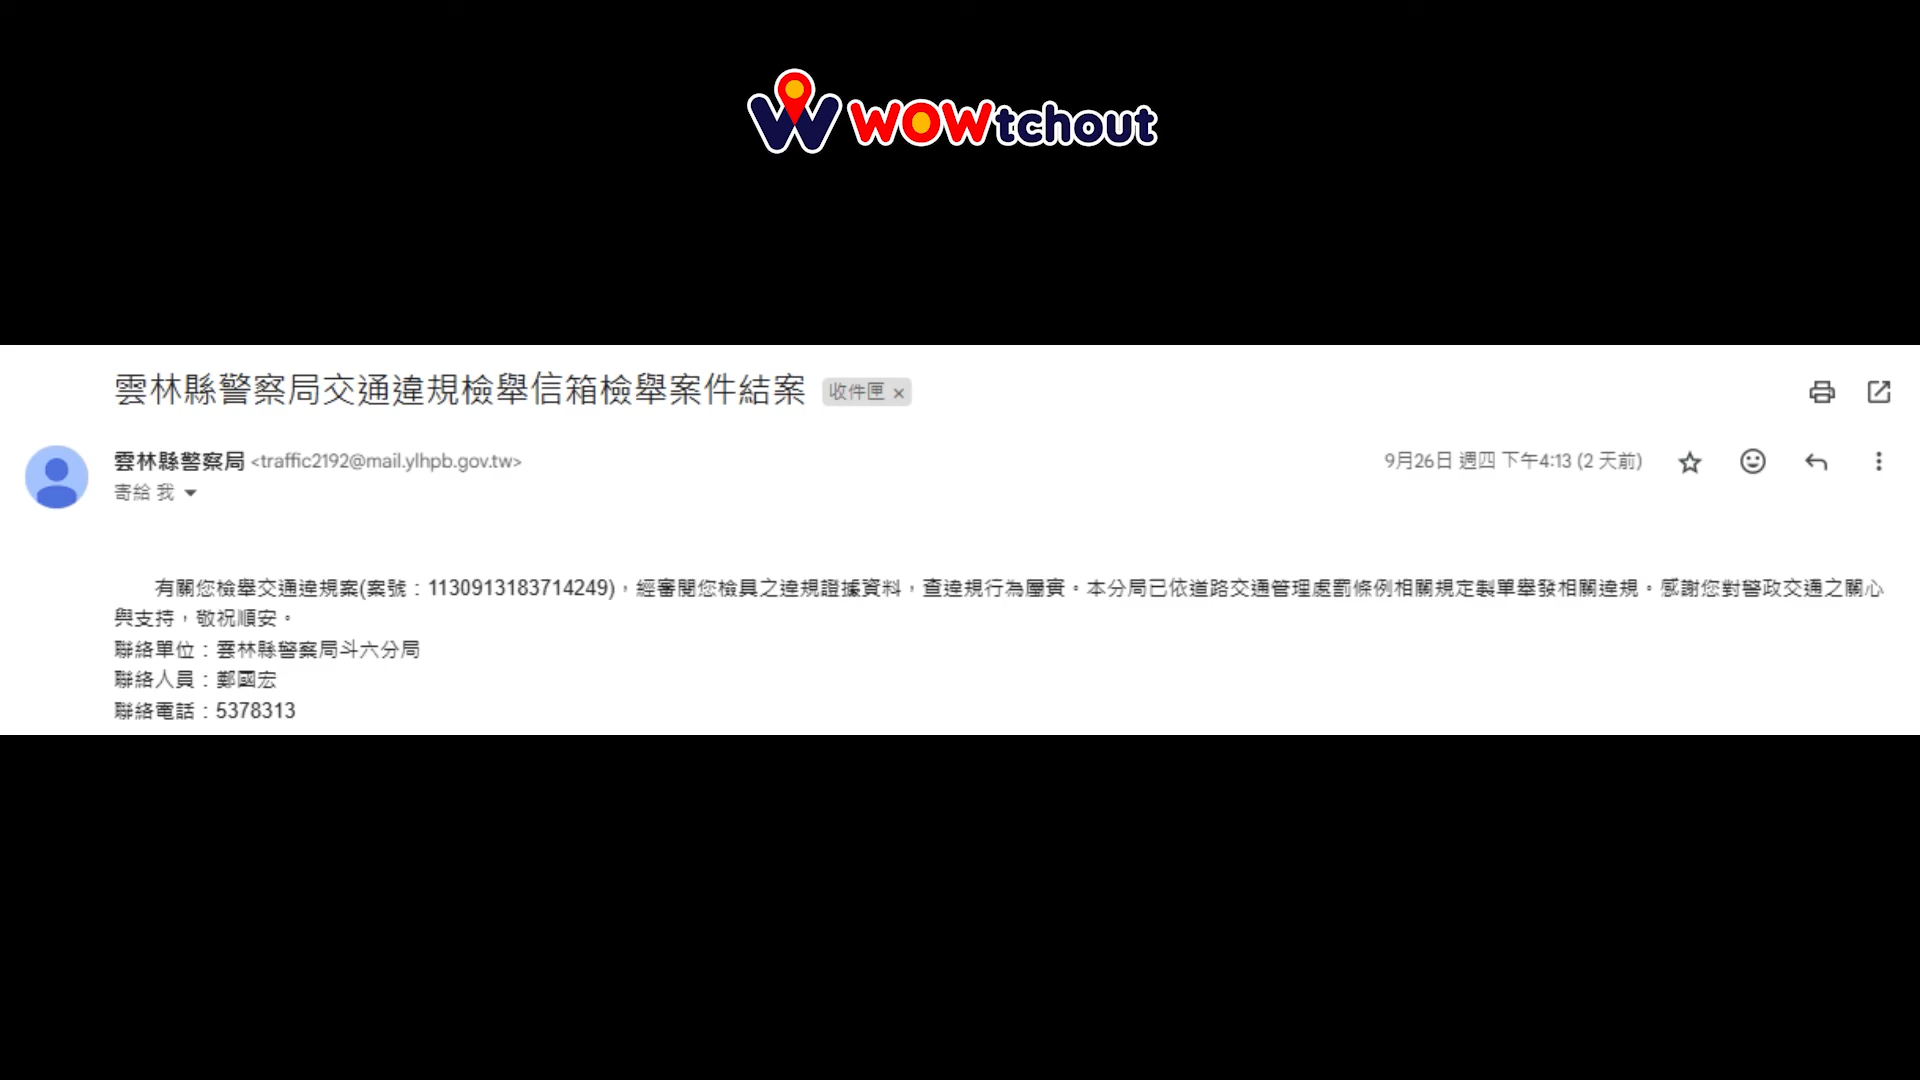 WOWtchout
雲林縣警察局交通違規檢舉信箱檢舉案件結案 收件匣 ×
雲林縣警察局 <traffic2192@mail.ylhpb.gov.tw> 9月26日 週四 下午4:13 (2 天前)
寄給 我
有關您檢舉交通違規案(案號：1130913183714249)，經審閱您檢具之違規證據資料，查違規行為屬實。本分局已依道路交通管理處罰條例相關規定製單舉發相關違規。感謝您對警政交通之關心
與支持，敬祝順安。
聯絡單位：雲林縣警察局斗六分局
聯絡人員：鄭國宏
聯絡電話：5378313